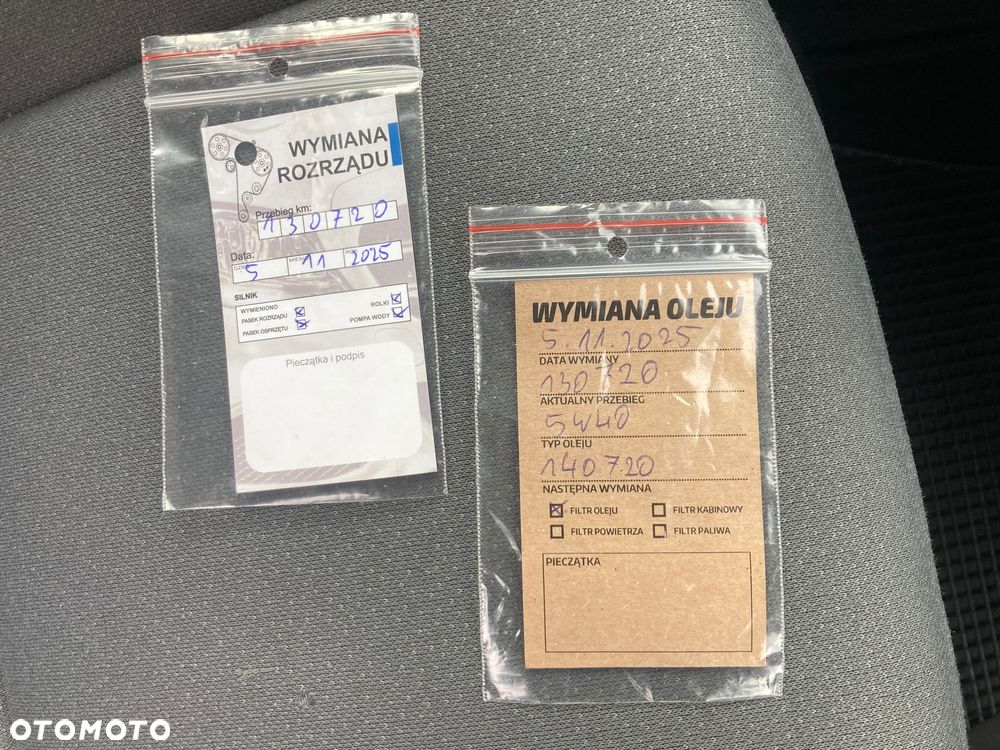 WYMIANA
ROZRZĄDU
Przebieg km:
130720
Data:
5 11 2025
SILNIK
WYMIENIONO
PASEK ROZRZĄDU ROLKI
PASEK OSPRZĘTU POMPA WODY
Pieczątka i podpis
WYMIANA OLEJU
5.11.2025
DATA WYMIANY
130720
AKTUALNY PRZEBIEG
5W40
TYP OLEJU
140720
NASTĘPNA WYMIANA
FILTR OLEJU FILTR KABINOWY
FILTR POWIETRZA FILTR PALIWA
PIECZĄTKA
OTOMOTO